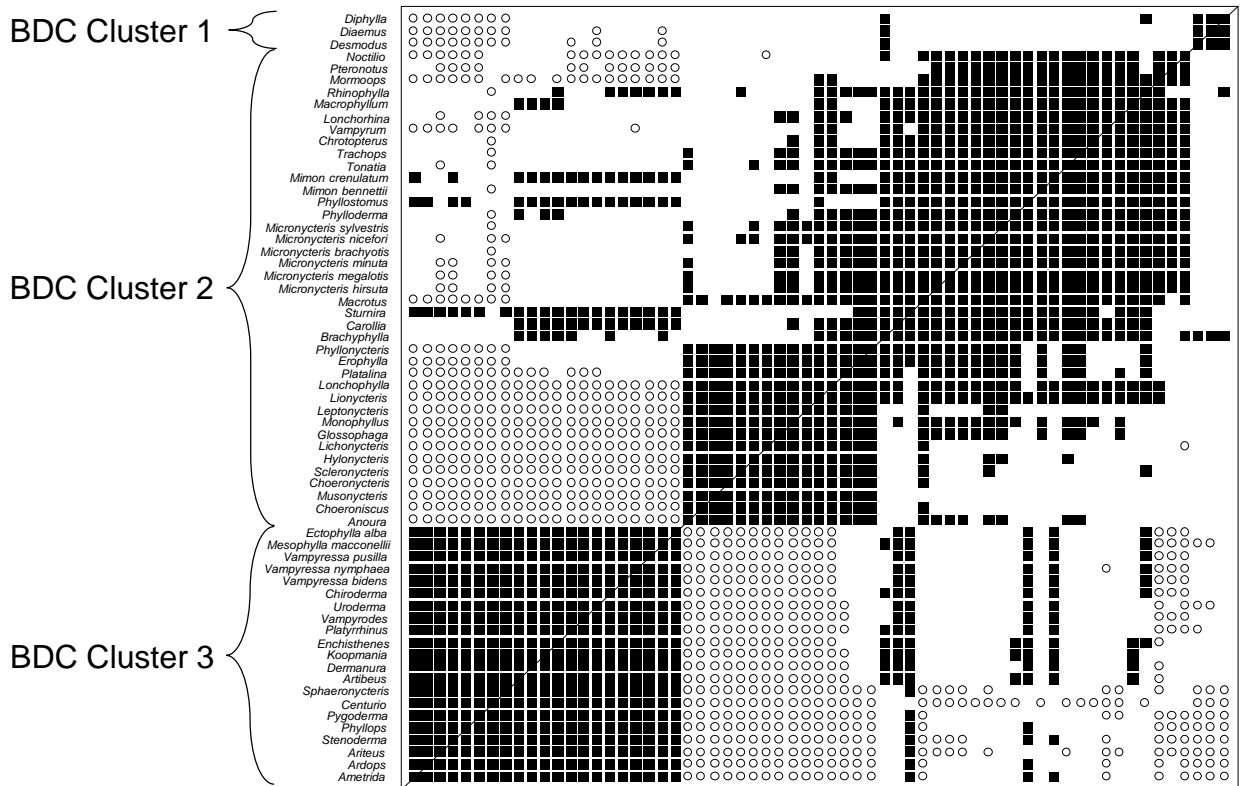 BDC Cluster 1
Diphylla
Diaemus
Desmodus
BDC Cluster 2
Noctilio
Pteronotus
Mormoops
Rhinophylla
Macrophyllum
Lonchorhina
Vampyrum
Chrotopterus
Trachops
Tonatia
Mimon crenulatum
Mimon bennettii
Phyllostomus
Phylloderma
Micronycteris sylvestris
Micronycteris nicefori
Micronycteris brachyotis
Micronycteris minuta
Micronycteris megalotis
Micronycteris hirsuta
Macrotus
Sturnira
Carollia
Brachyphylla
Phyllonycteris
Erophylla
Platalina
Lonchophylla
Lionycteris
Leptonycteris
Monophyllus
Glossophaga
Lichonycteris
Hylonycteris
Scleronycteris
Choeronycteris
Musonycteris
Choeroniscus
Anoura
BDC Cluster 3
Ectophylla alba
Mesophylla macconellii
Vampyressa pusilla
Vampyressa nymphaea
Vampyressa bidens
Chiroderma
Uroderma
Vampyrodes
Platyrrhinus
Enchisthenes
Koopmania
Dermanura
Artibeus
Sphaeronycteris
Centurio
Pygoderma
Phyllops
Stenoderma
Ariteus
Ardops
Ametrida